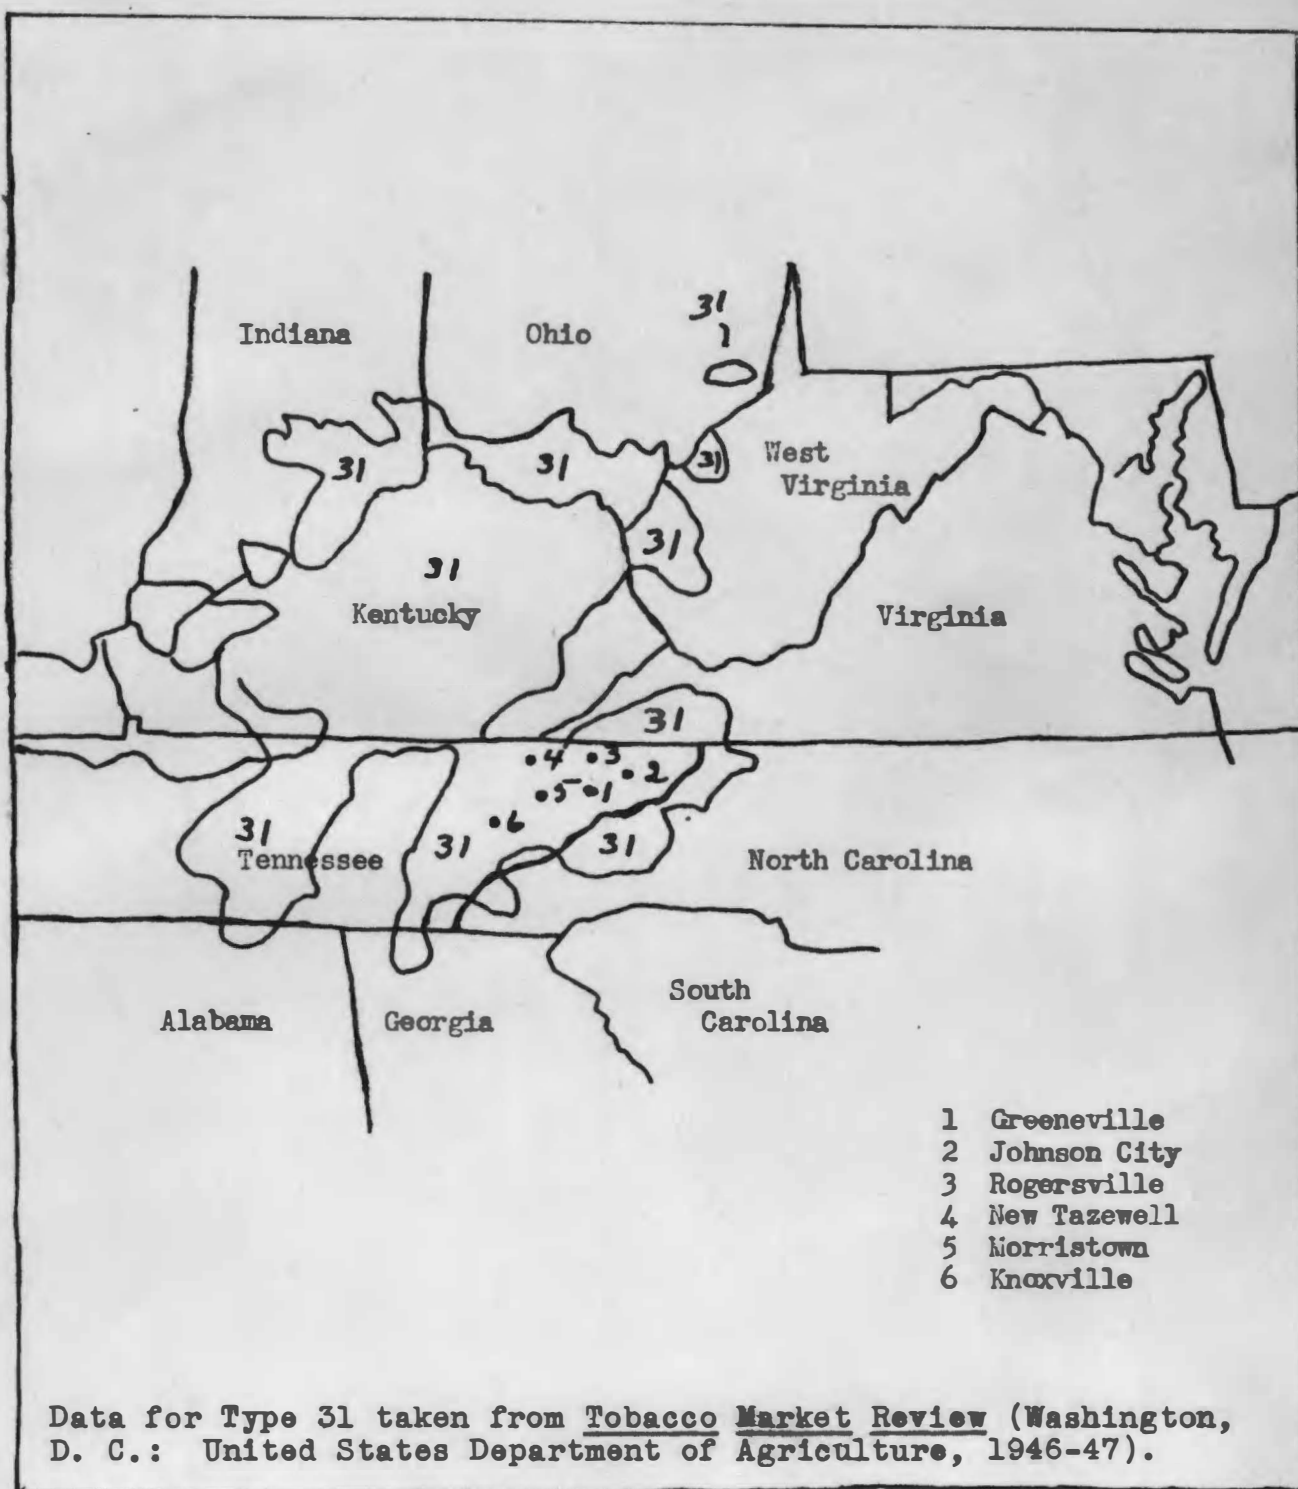 31
Indiana
Ohio
31
31
31
West
Virginia
31
31
Kentucky
Virginia
31
4
3
2
5
1
6
31
31
31
Tennessee
North Carolina
South
Carolina
Alabama
Georgia
1 Greeneville
2 Johnson City
3 Rogersville
4 New Tazewell
5 Morristown
6 Knoxville
Data for Type 31 taken from Tobacco Market Review (Washington,
D. C.: United States Department of Agriculture, 1946-47).